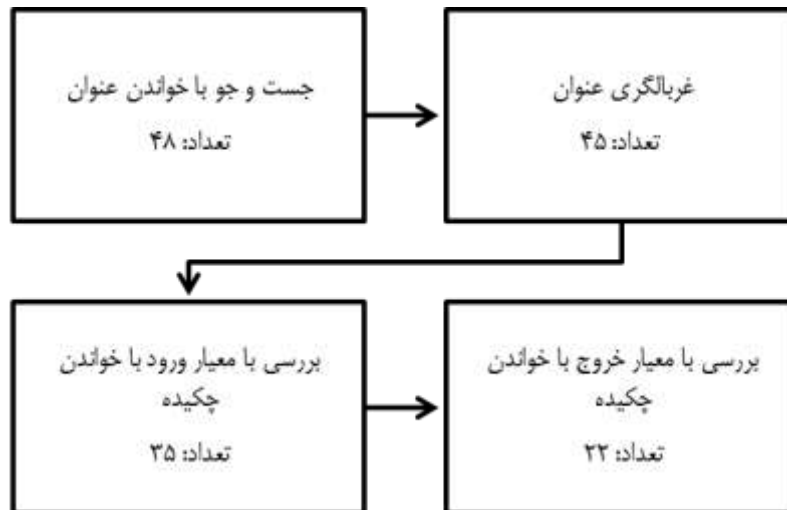 جست و جو با خواندن عنوان
تعداد: ۴۸
غربالگری عنوان
تعداد: ۴۵
بررسی با معیار ورود با خواندن
چکیده
تعداد: ۳۵
بررسی با معیار خروج با خواندن
چکیده
تعداد: ۲۲